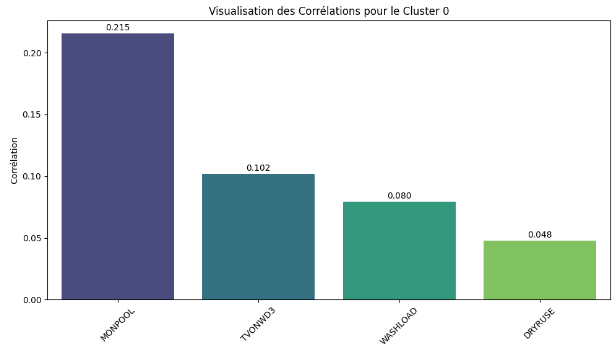 Visualisation des Corrélations pour le Cluster 0
Corrélation
0.20
0.15
0.10
0.05
0.00
0.215
0.102
0.080
0.048
MONPOOL
TVONWD3
WASHLOAD
DRYRUSE